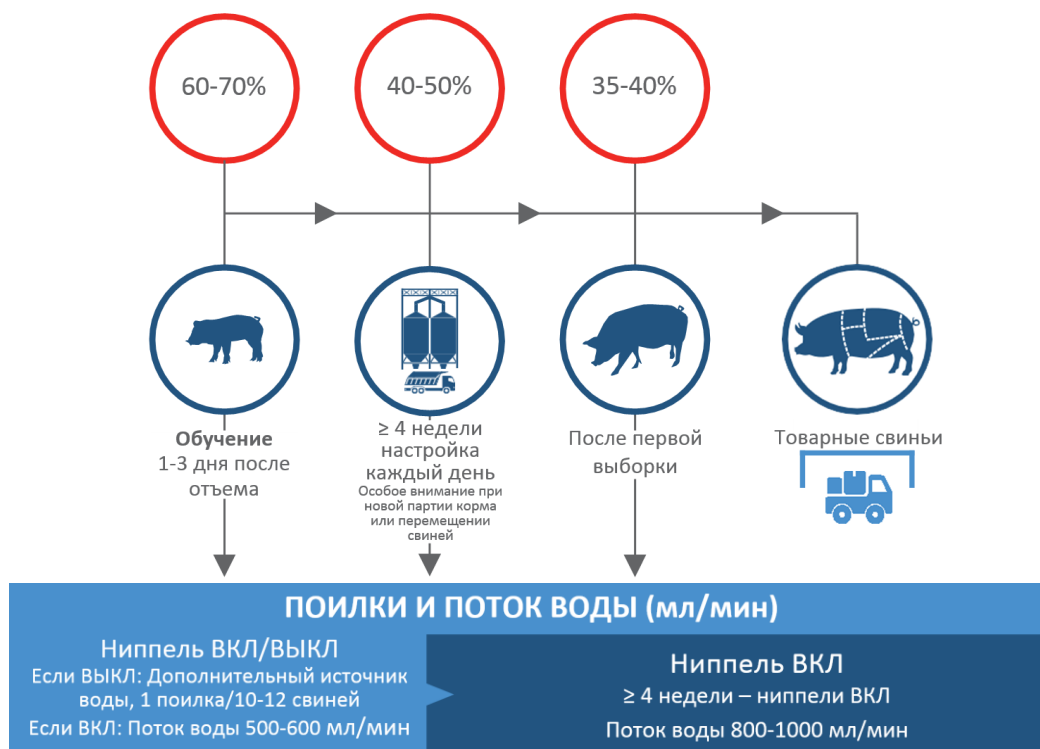 60-70%
40-50%
35-40%
Обучение
1-3 дня после
отъема
≥ 4 недели
настройка
каждый день
Особое внимание при
новой партии корма
или перемещении
свиней
После первой
выборки
Товарные свиньи
ПОИЛКИ И ПОТОК ВОДЫ (мл/мин)
Ниппель ВКЛ/ВЫКЛ
Если ВЫКЛ: Дополнительный источник
воды, 1 поилка/10-12 свиней
Если ВКЛ: Поток воды 500-600 мл/мин
Ниппель ВКЛ
≥ 4 недели – ниппели ВКЛ
Поток воды 800-1000 мл/мин